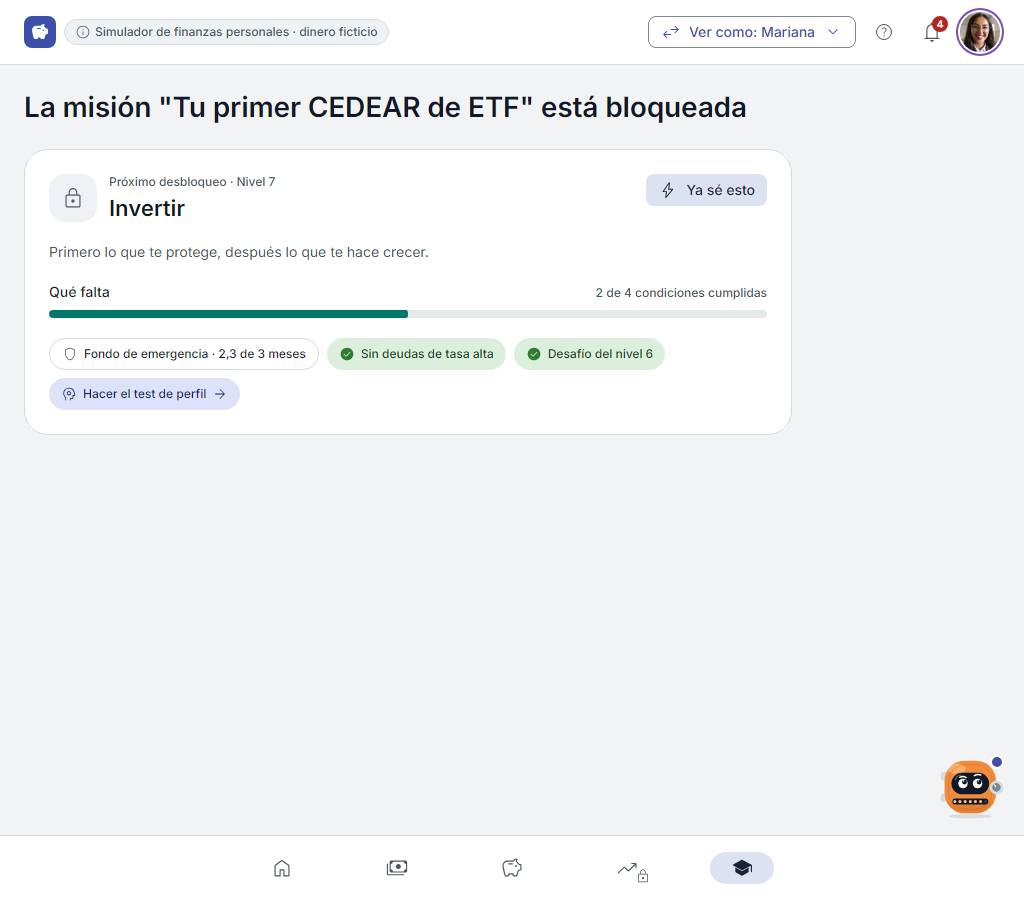 Simulador de finanzas personales · dinero ficticio
Ver como: Mariana
4
La misión "Tu primer CEDEAR de ETF" está bloqueada
Próximo desbloqueo · Nivel 7
Invertir
Ya sé esto
Primero lo que te protege, después lo que te hace crecer.
Qué falta
2 de 4 condiciones cumplidas
Fondo de emergencia · 2,3 de 3 meses
Sin deudas de tasa alta
Desafío del nivel 6
Hacer el test de perfil